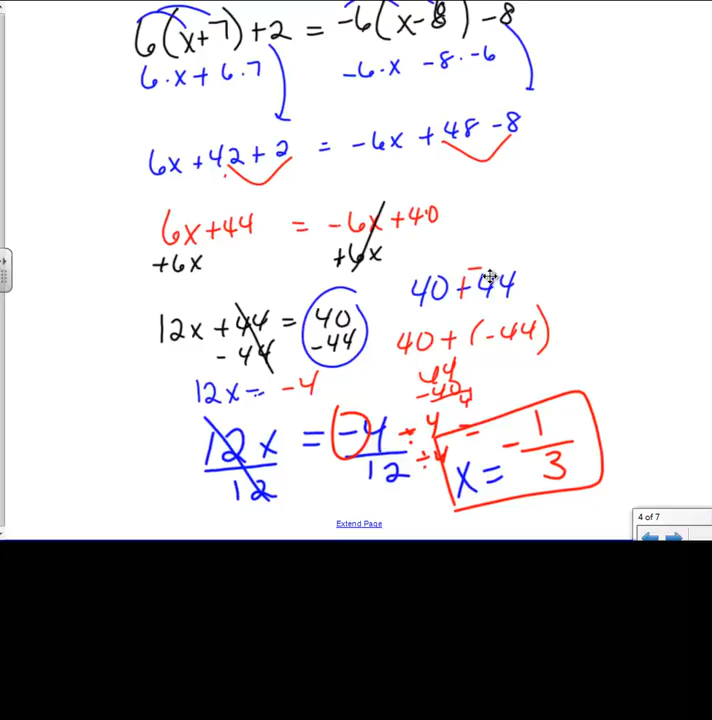 6(x+7)+2 = -6(x-8)-8
6·x+6·7 -6·x -8·-6
6x+42+2 = -6x+48-8
6x+44 = -6x+40
+6x +6x
40+-44
12x+44 = 40
-44 -44
40+(-44)
44
-40
4
12x= -4
12x = -4 ÷ 4 =
12 12 ÷4
x= -1/3
Extend Page
4 of 7